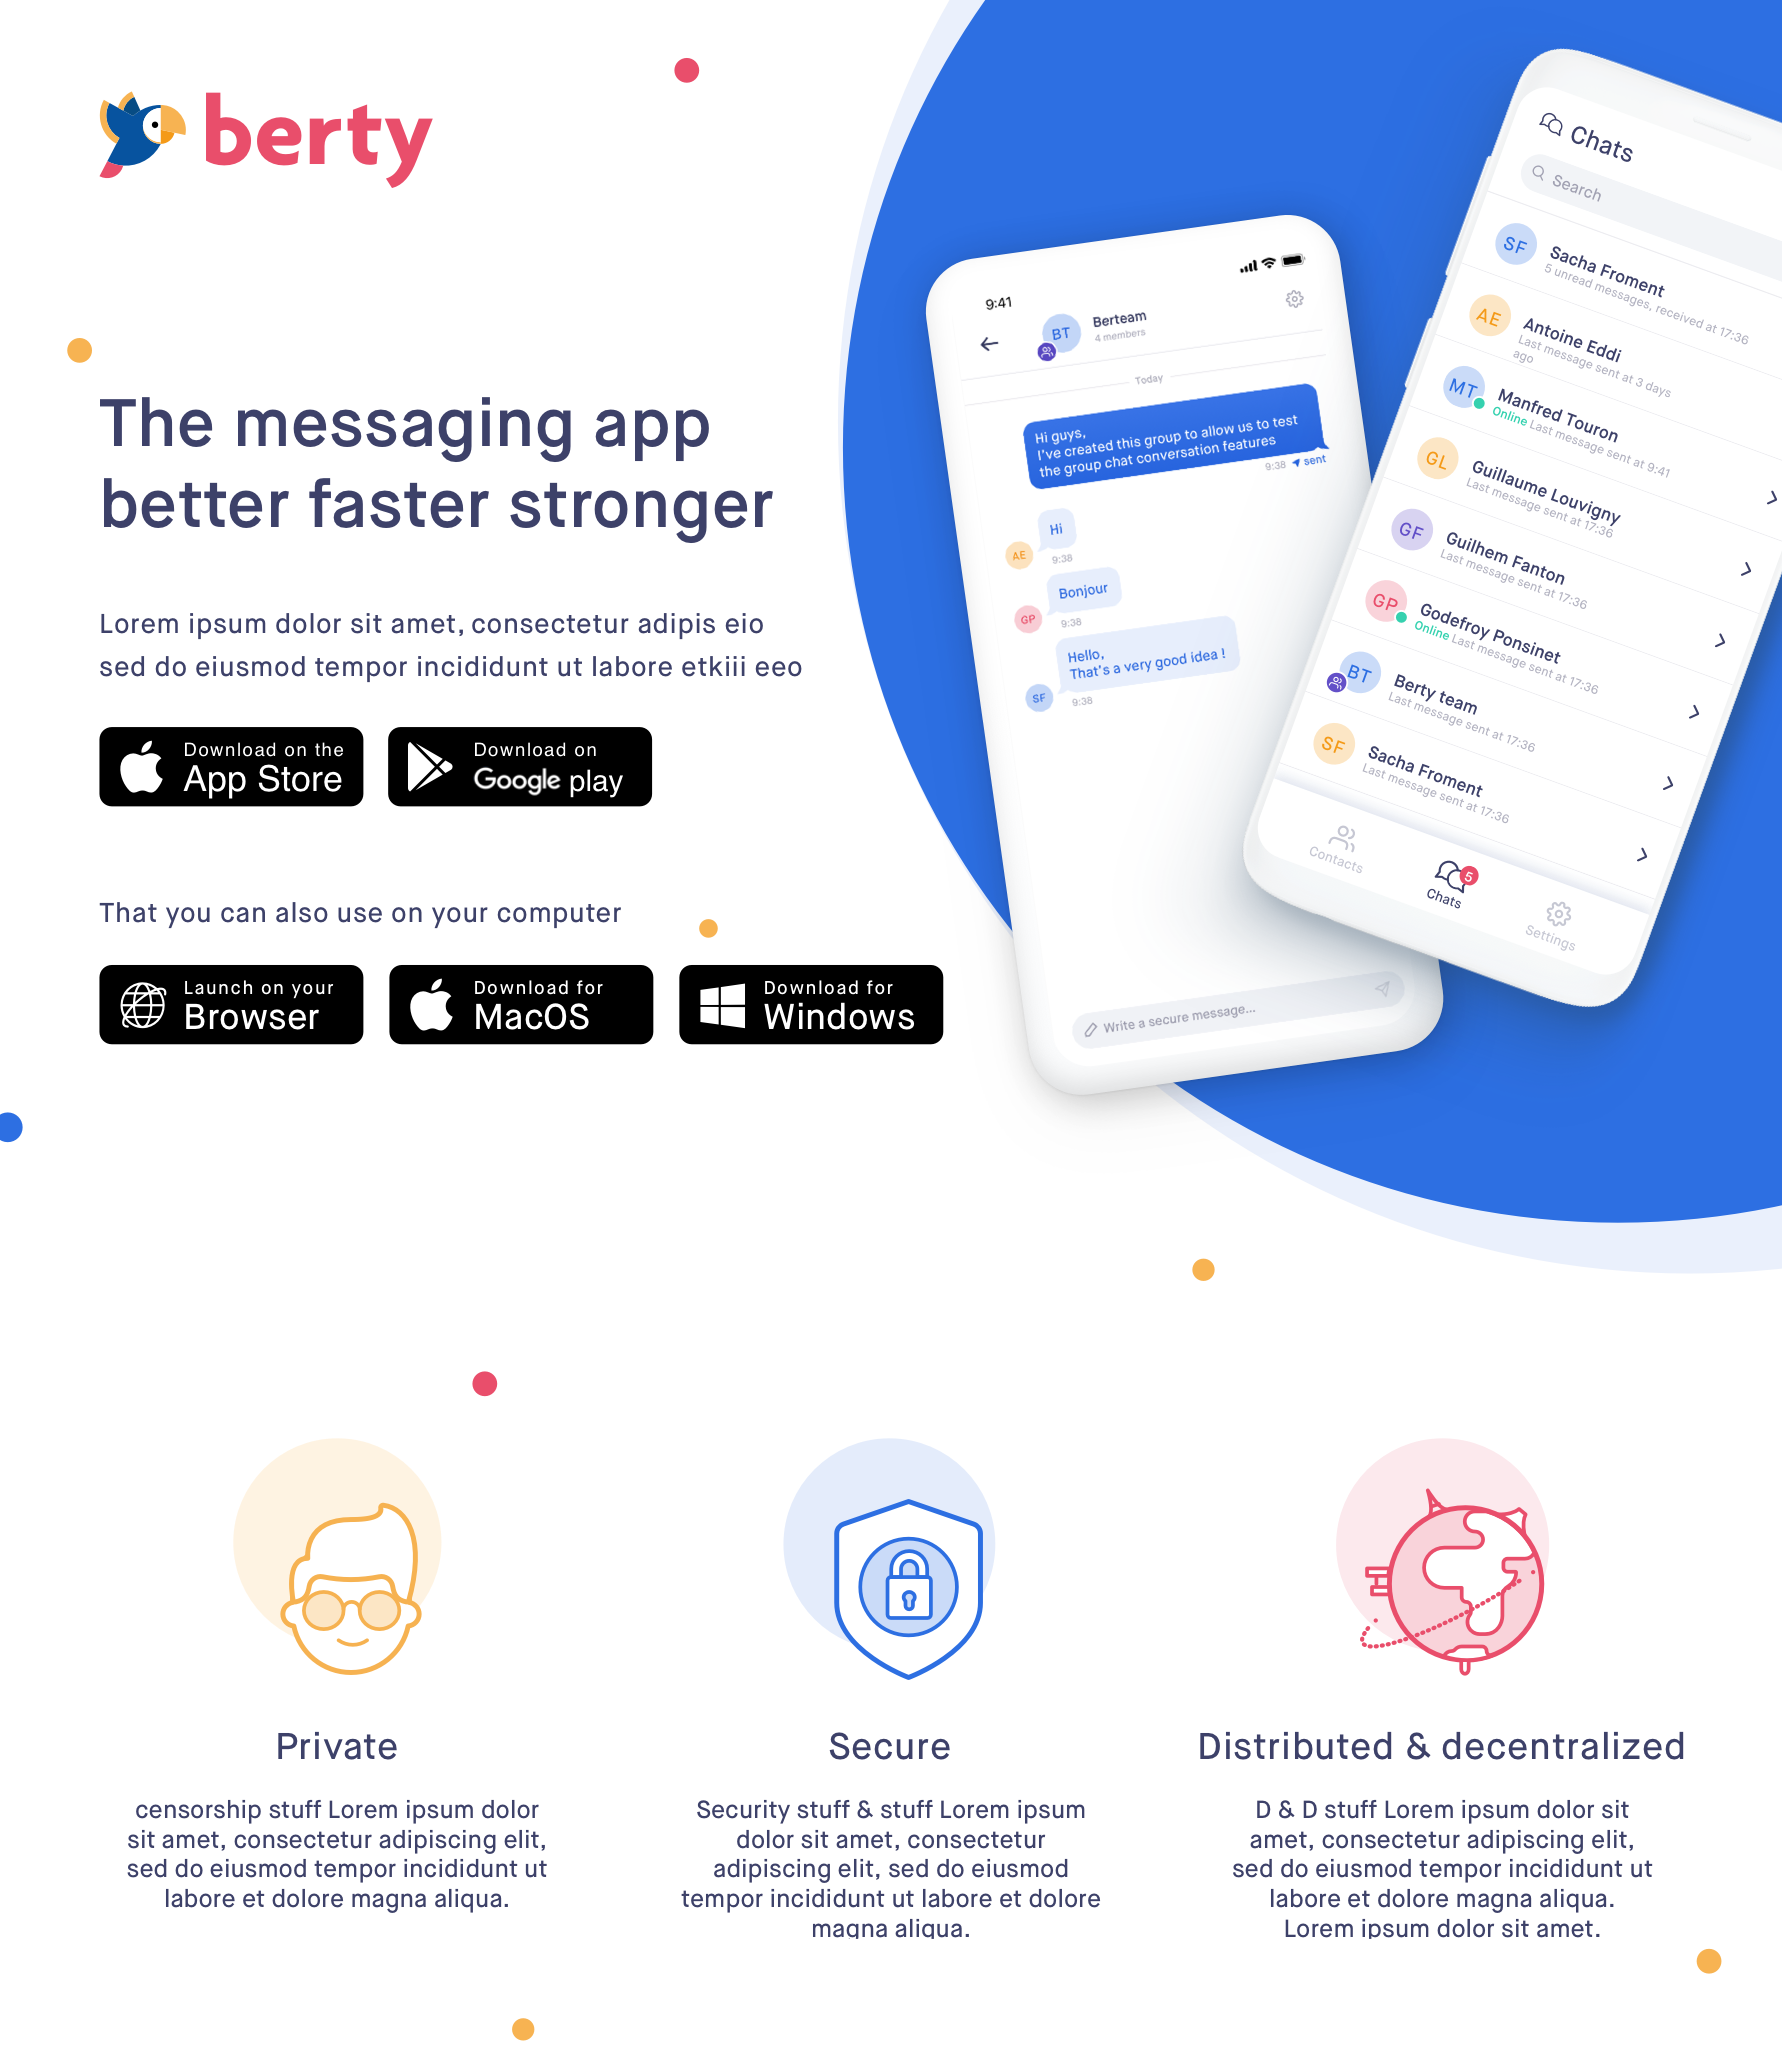 berty
The messaging app
better faster stronger
Lorem ipsum dolor sit amet, consectetur adipis eio
sed do eiusmod tempor incididunt ut labore etkiii eeo
Download on the
App Store
Download on
Google play
That you can also use on your computer
Launch on your
Browser
Download for
MacOS
Download for
Windows
9:41
BT
Berteam
4 members
Today
Hi guys,
I've created this group to allow us to test
the group chat conversation features
9:38 sent
Hi
AE
9:38
Bonjour
GP
9:38
Hello,
That's a very good idea !
SF
9:38
Write a secure message...
Chats
Search
SF
Sacha Froment
5 unread messages, received at 17:36
AE
Antoine Eddi
Last message sent at 3 days
ago
MT
Manfred Touron
Online Last message sent at 9:41
GL
Guillaume Louvigny
Last message sent at 17:36
GF
Guilhem Fanton
Last message sent at 17:36
GP
Godefroy Ponsinet
Online Last message sent at 17:36
BT
Berty team
Last message sent at 17:36
SF
Sacha Froment
Last message sent at 17:36
Contacts
5
Chats
Settings
Private
censorship stuff Lorem ipsum dolor
sit amet, consectetur adipiscing elit,
sed do eiusmod tempor incididunt ut
labore et dolore magna aliqua.
Secure
Security stuff & stuff Lorem ipsum
dolor sit amet, consectetur
adipiscing elit, sed do eiusmod
tempor incididunt ut labore et dolore
magna aliqua.
Distributed & decentralized
D & D stuff Lorem ipsum dolor sit
amet, consectetur adipiscing elit,
sed do eiusmod tempor incididunt ut
labore et dolore magna aliqua.
Lorem ipsum dolor sit amet.